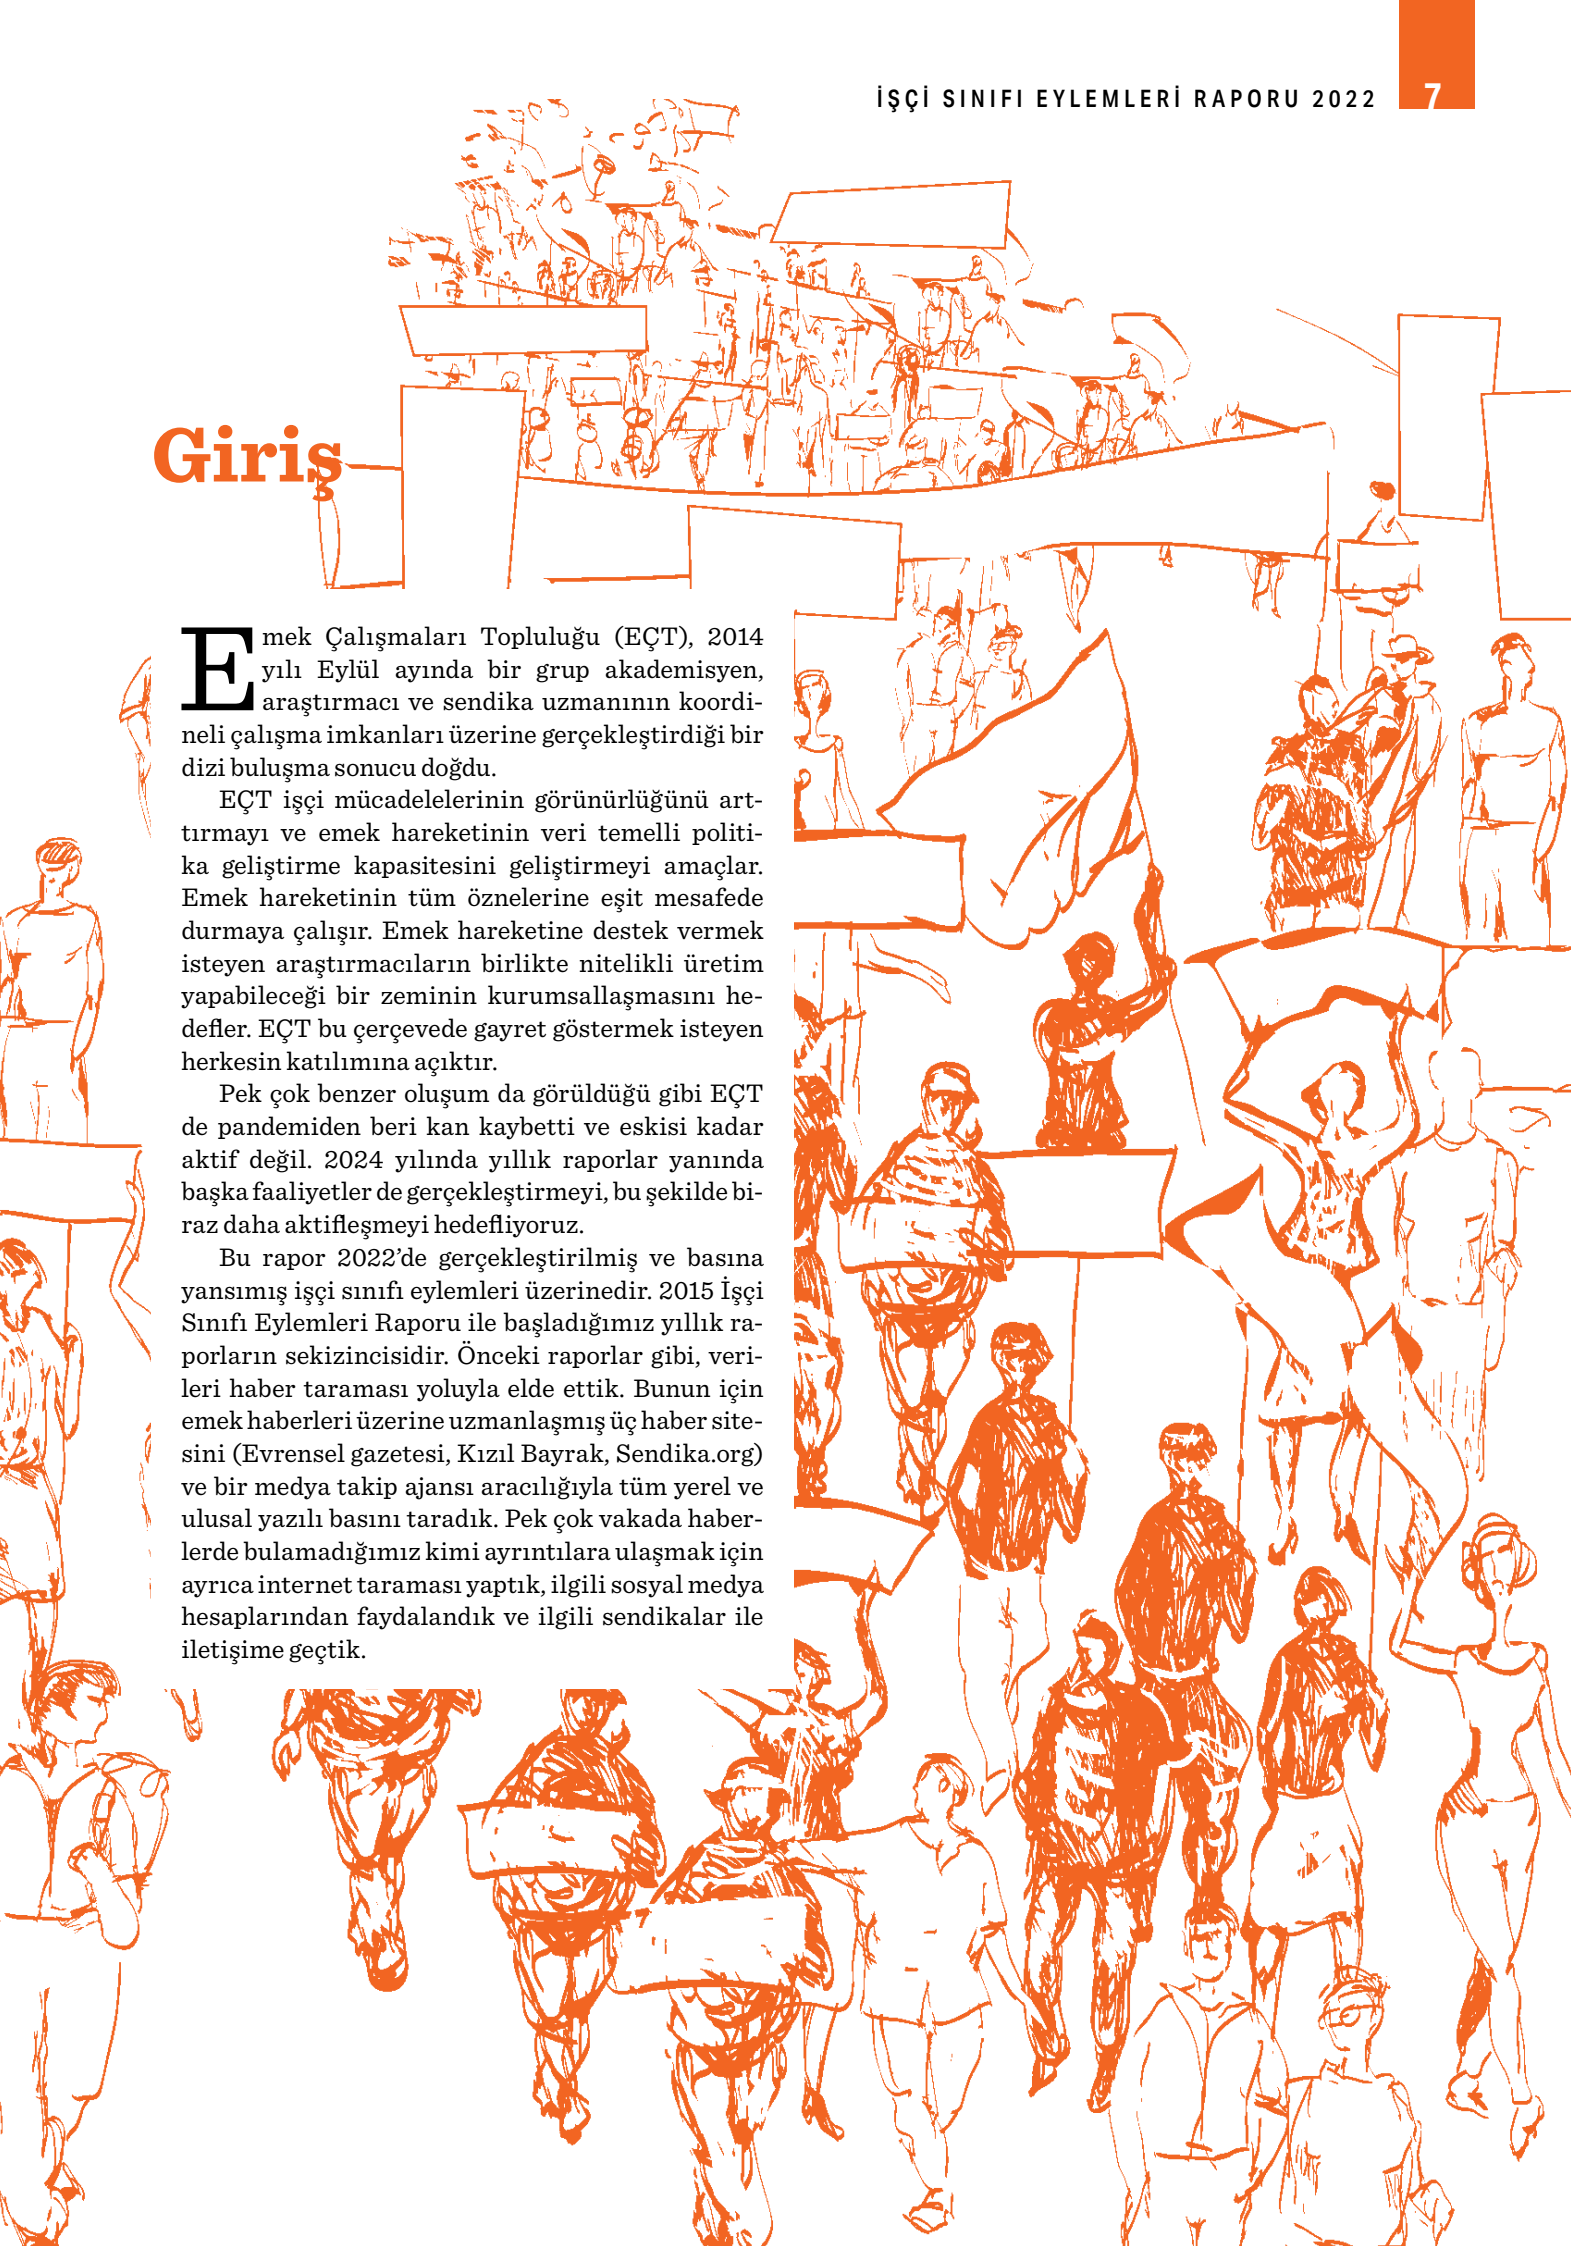 İŞÇİ SINIFI EYLEMLERİ RAPORU 2022 7
Giriş
Emek Çalışmaları Topluluğu (EÇT), 2014
yılı Eylül ayında bir grup akademisyen,
araştırmacı ve sendika uzmanının koordi-
neli çalışma imkanları üzerine gerçekleştirdiği bir
dizi buluşma sonucu doğdu.
EÇT işçi mücadelelerinin görünürlüğünü art-
tırmayı ve emek hareketinin veri temelli politi-
ka geliştirme kapasitesini geliştirmeyi amaçlar.
Emek hareketinin tüm öznelerine eşit mesafede
durmaya çalışır. Emek hareketine destek vermek
isteyen araştırmacıların birlikte nitelikli üretim
yapabileceği bir zeminin kurumsallaşmasını he-
defler. EÇT bu çerçevede gayret göstermek isteyen
herkesin katılımına açıktır.
Pek çok benzer oluşum da görüldüğü gibi EÇT
de pandemiden beri kan kaybetti ve eskisi kadar
aktif değil. 2024 yılında yıllık raporlar yanında
başka faaliyetler de gerçekleştirmeyi, bu şekilde bi-
raz daha aktifleşmeyi hedefliyoruz.
Bu rapor 2022’de gerçekleştirilmiş ve basına
yansımış işçi sınıfı eylemleri üzerinedir. 2015 İşçi
Sınıfı Eylemleri Raporu ile başladığımız yıllık ra-
porların sekizincisidir. Önceki raporlar gibi, veri-
leri haber taraması yoluyla elde ettik. Bunun için
emek haberleri üzerine uzmanlaşmış üç haber site-
sini (Evrensel gazetesi, Kızıl Bayrak, Sendika.org)
ve bir medya takip ajansı aracılığıyla tüm yerel ve
ulusal yazılı basını taradık. Pek çok vakada haber-
lerde bulamadığımız kimi ayrıntılara ulaşmak için
ayrıca internet taraması yaptık, ilgili sosyal medya
hesaplarından faydalandık ve ilgili sendikalar ile
iletişime geçtik.